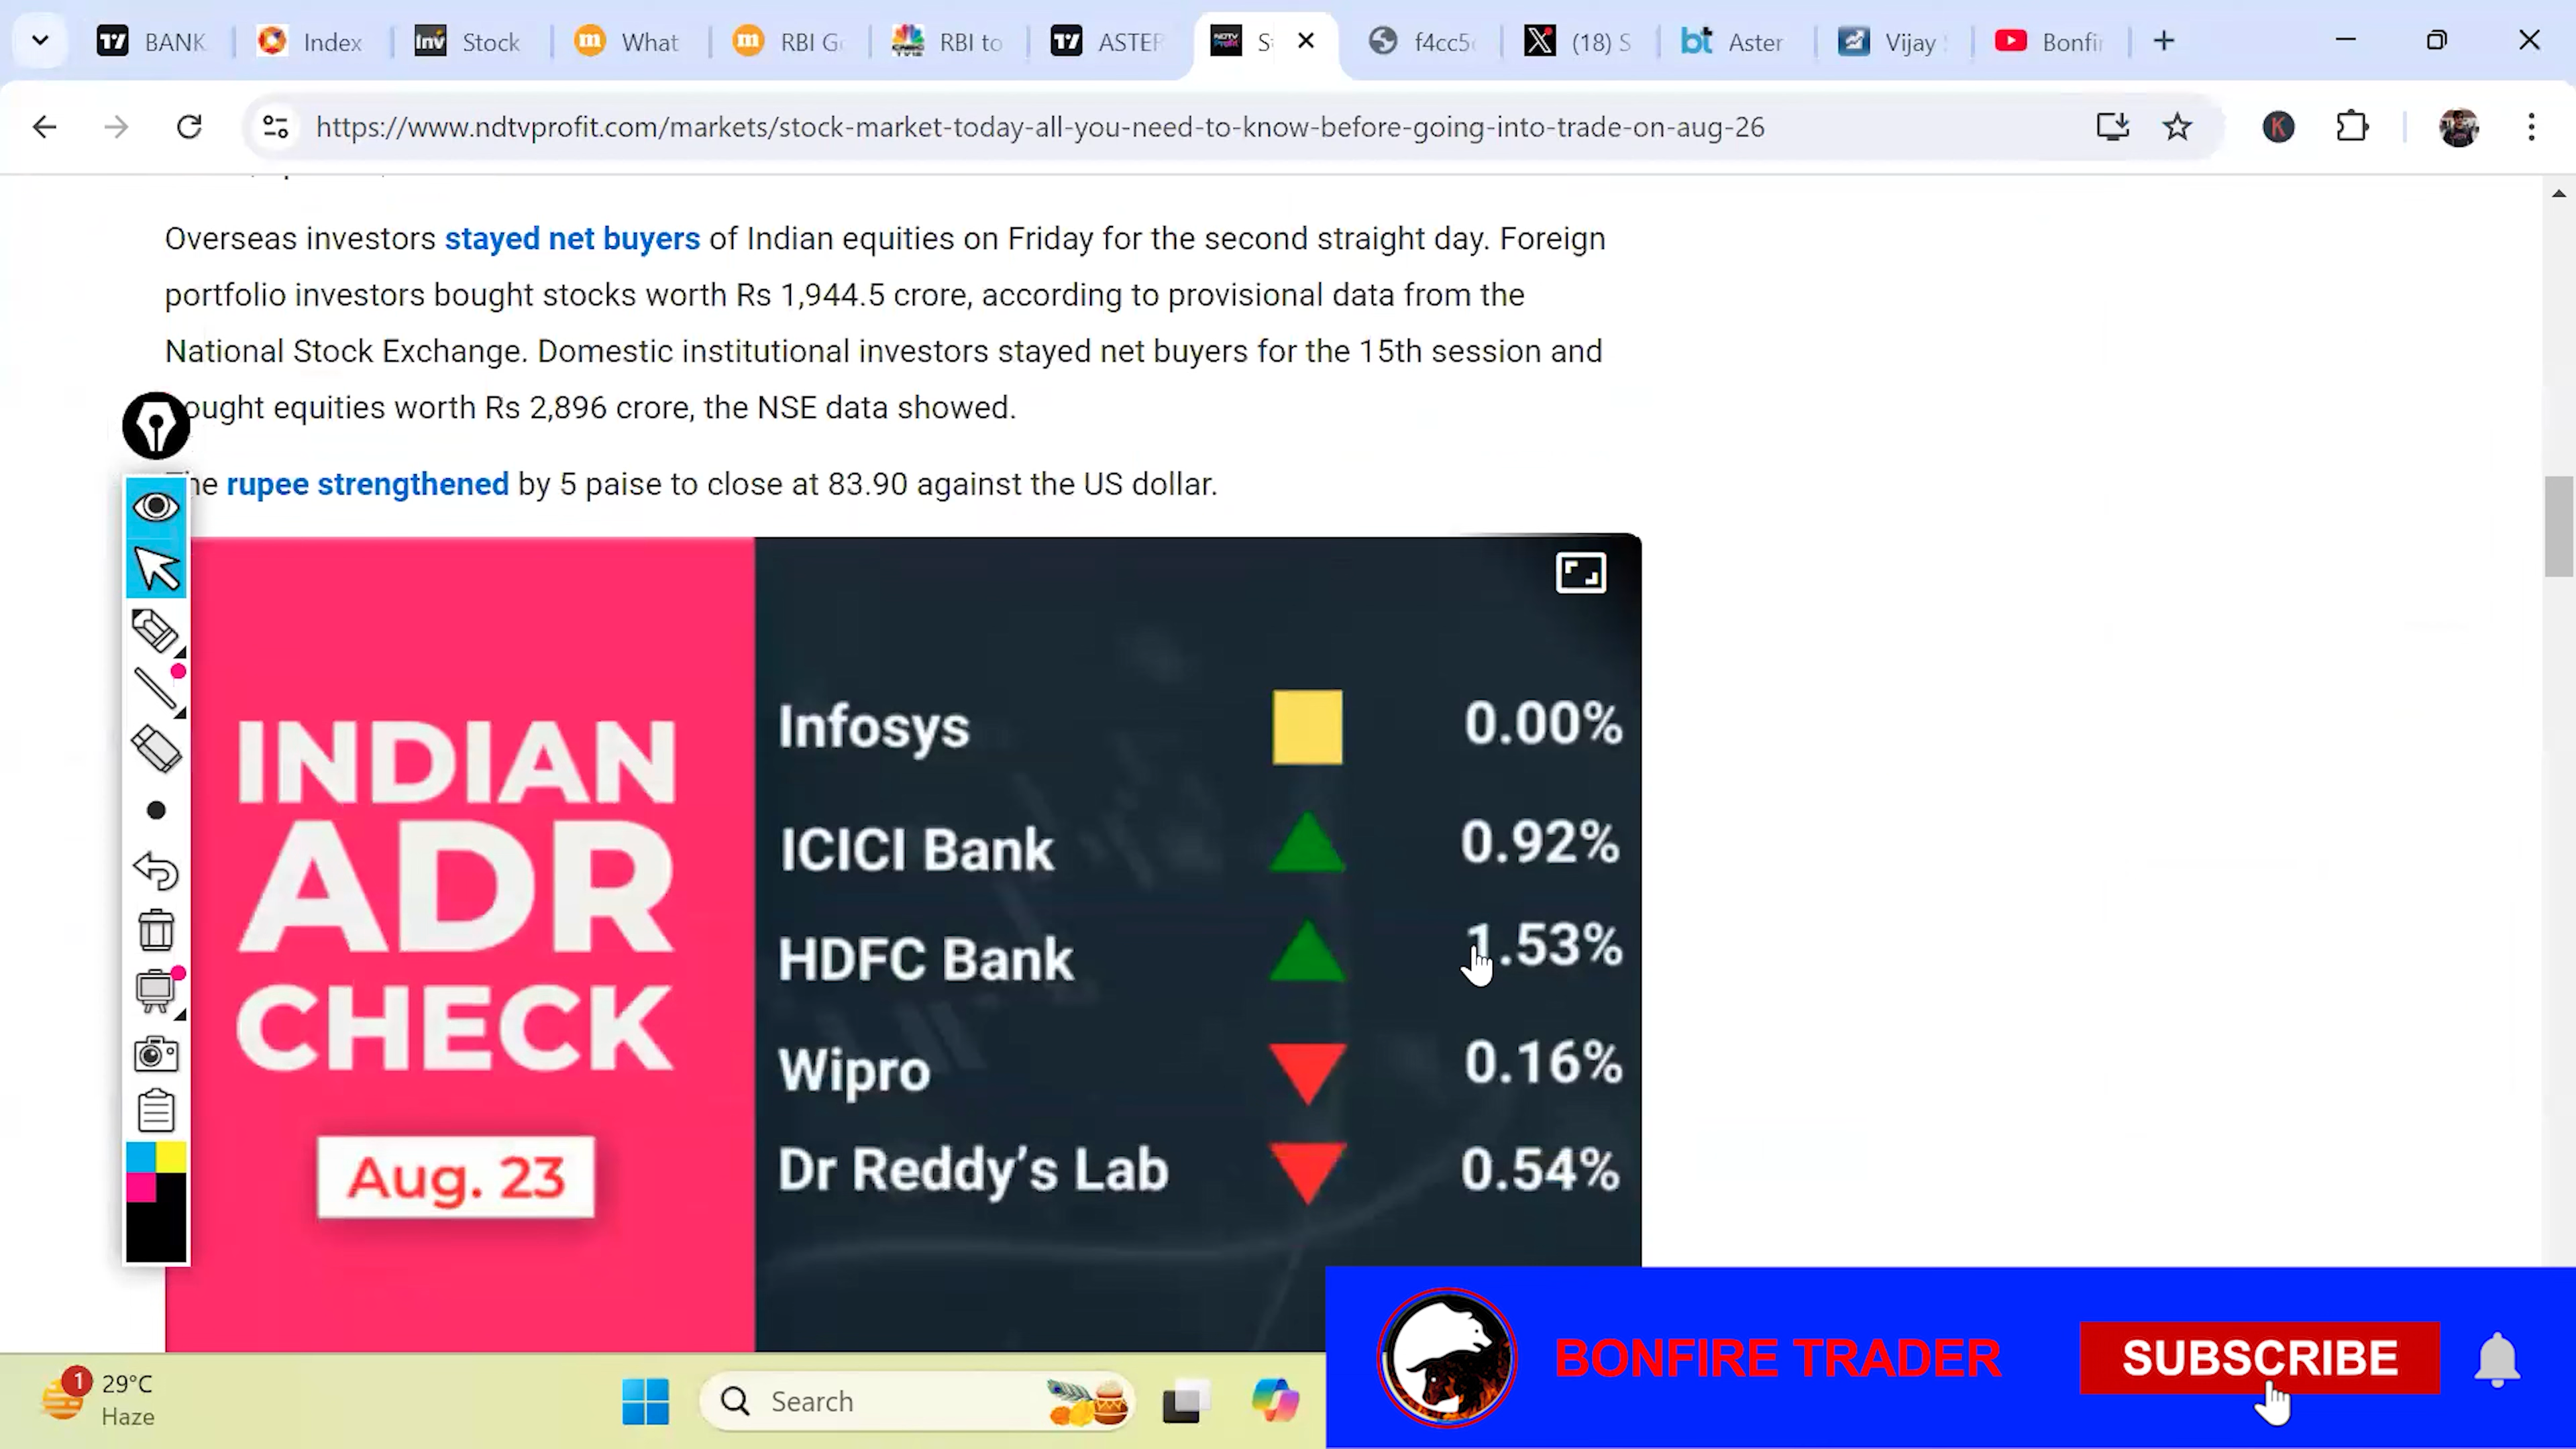 BANK
Index
Inv
Stock
What
RBI G
RBI to
ASTER
S
f4cc5
(18) S
bt Aster
Vijay
Bonfi
https://www.ndtvprofit.com/markets/stock-market-today-all-you-need-to-know-before-going-into-trade-on-aug-26
K
Overseas investors stayed net buyers of Indian equities on Friday for the second straight day. Foreign
portfolio investors bought stocks worth Rs 1,944.5 crore, according to provisional data from the
National Stock Exchange. Domestic institutional investors stayed net buyers for the 15th session and
ought equities worth Rs 2,896 crore, the NSE data showed.
he rupee strengthened by 5 paise to close at 83.90 against the US dollar.
INDIAN
ADR
CHECK
Aug. 23
Infosys 0.00%
ICICI Bank 0.92%
HDFC Bank 1.53%
Wipro 0.16%
Dr Reddy's Lab 0.54%
BONFIRE TRADER
SUBSCRIBE
1
29°C
Haze
Search